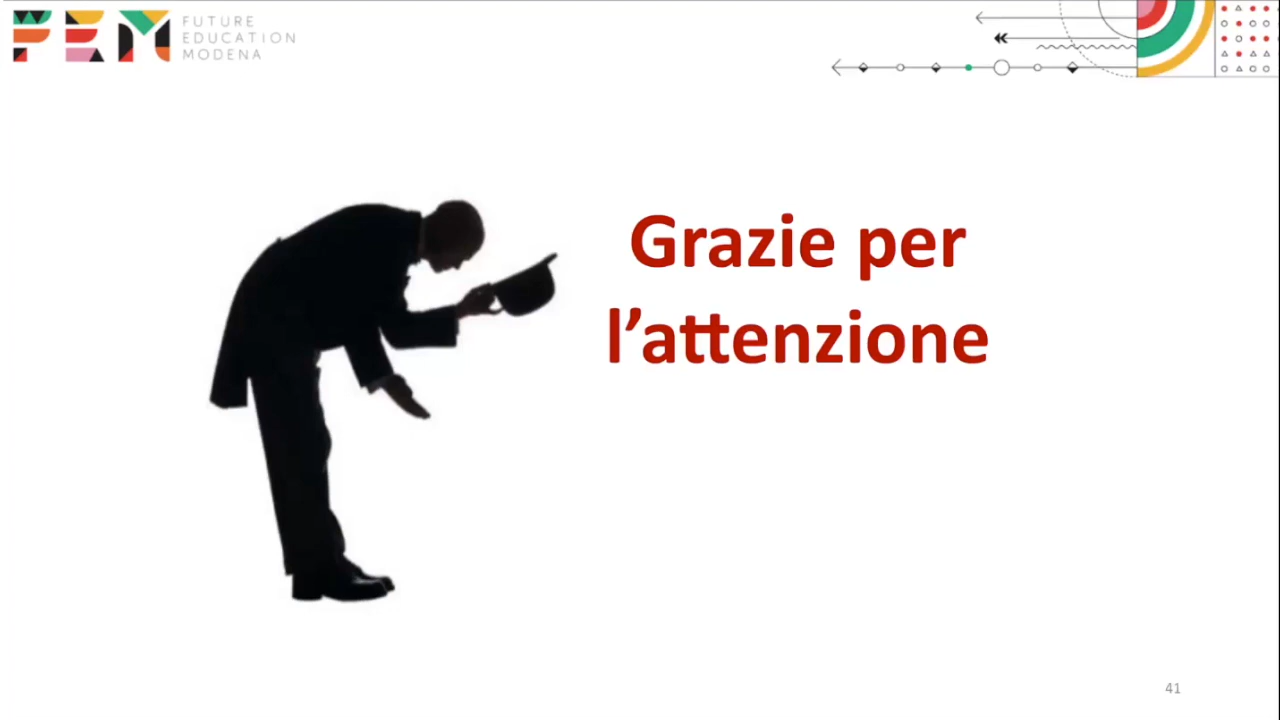 FEM
FUTURE
EDUCATION
MODENA
Grazie per
l’attenzione
41